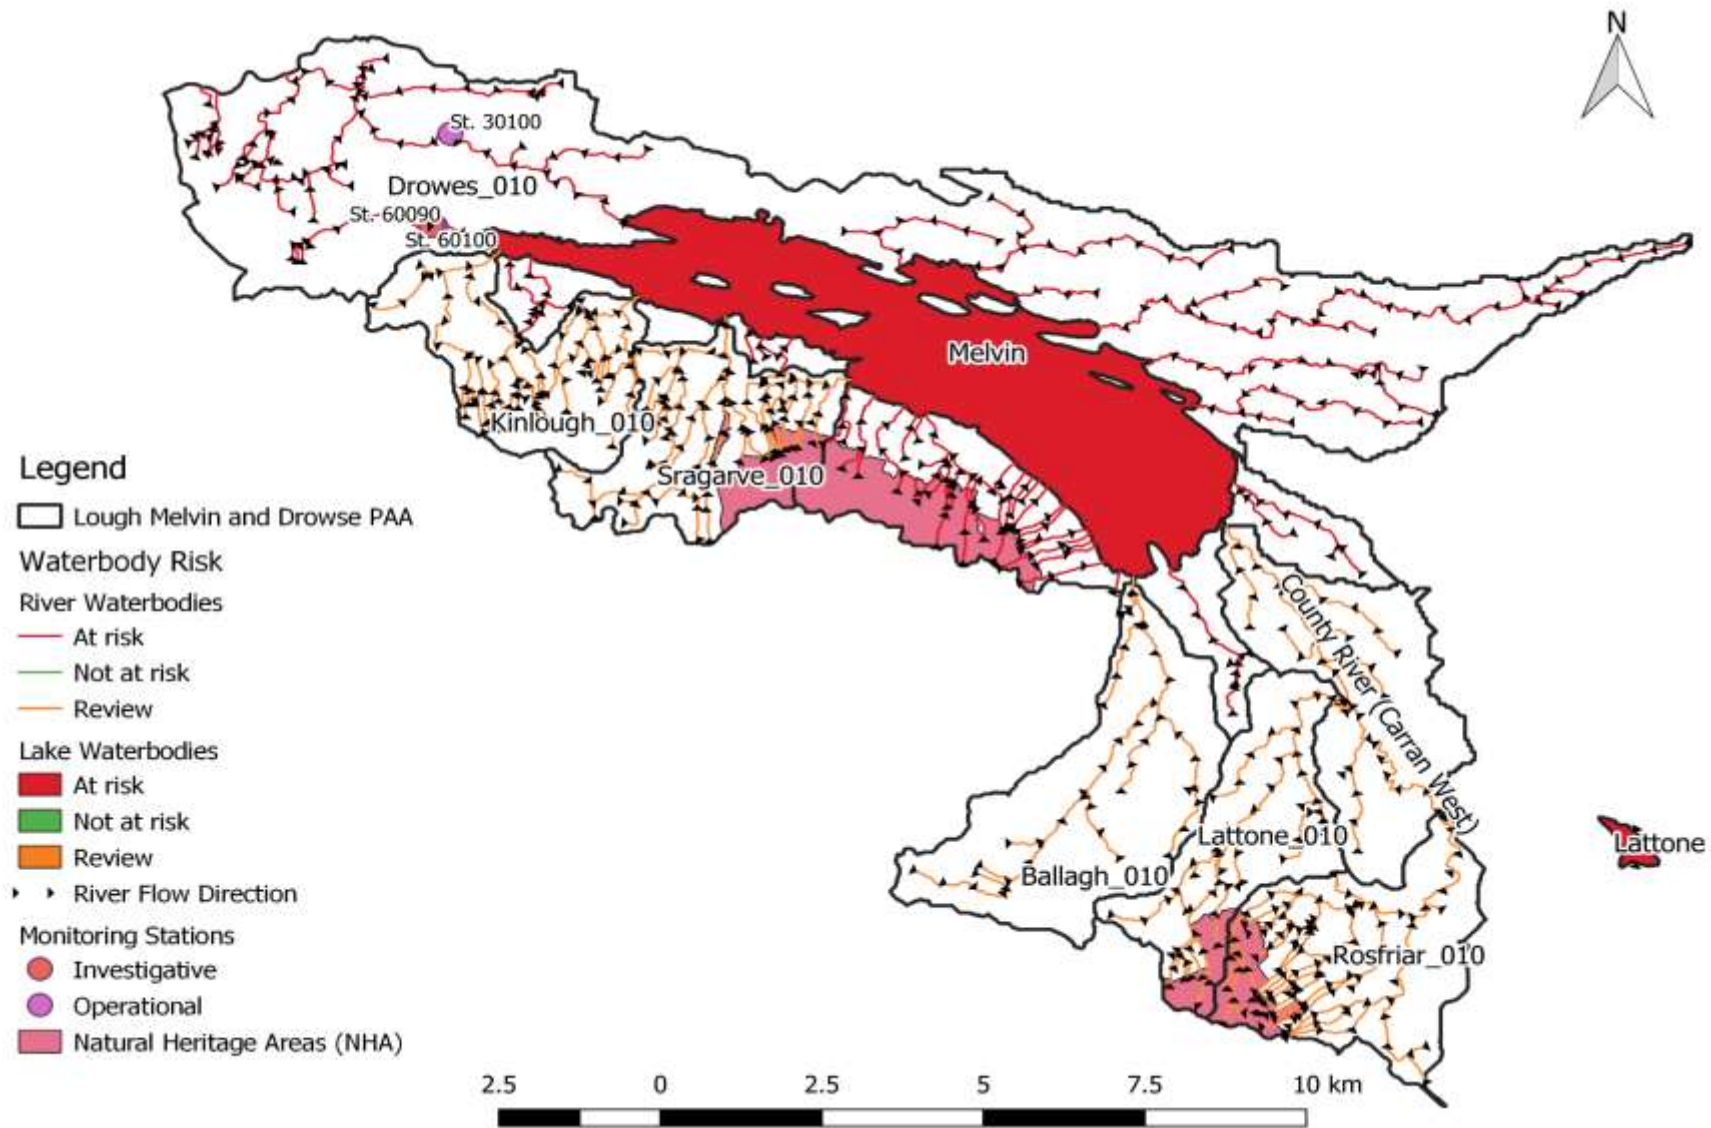 N
St. 30100
Drowes_010
St. 60090
St. 60100
Melvin
Kinlough_010
Sragarve_010
County River (Carran West)
Lattone_010
Lattone
Ballagh_010
Rosfriar_010
Legend
Lough Melvin and Drowse PAA
Waterbody Risk
River Waterbodies
At risk
Not at risk
Review
Lake Waterbodies
At risk
Not at risk
Review
River Flow Direction
Monitoring Stations
Investigative
Operational
Natural Heritage Areas (NHA)
2.5 0 2.5 5 7.5 10 km